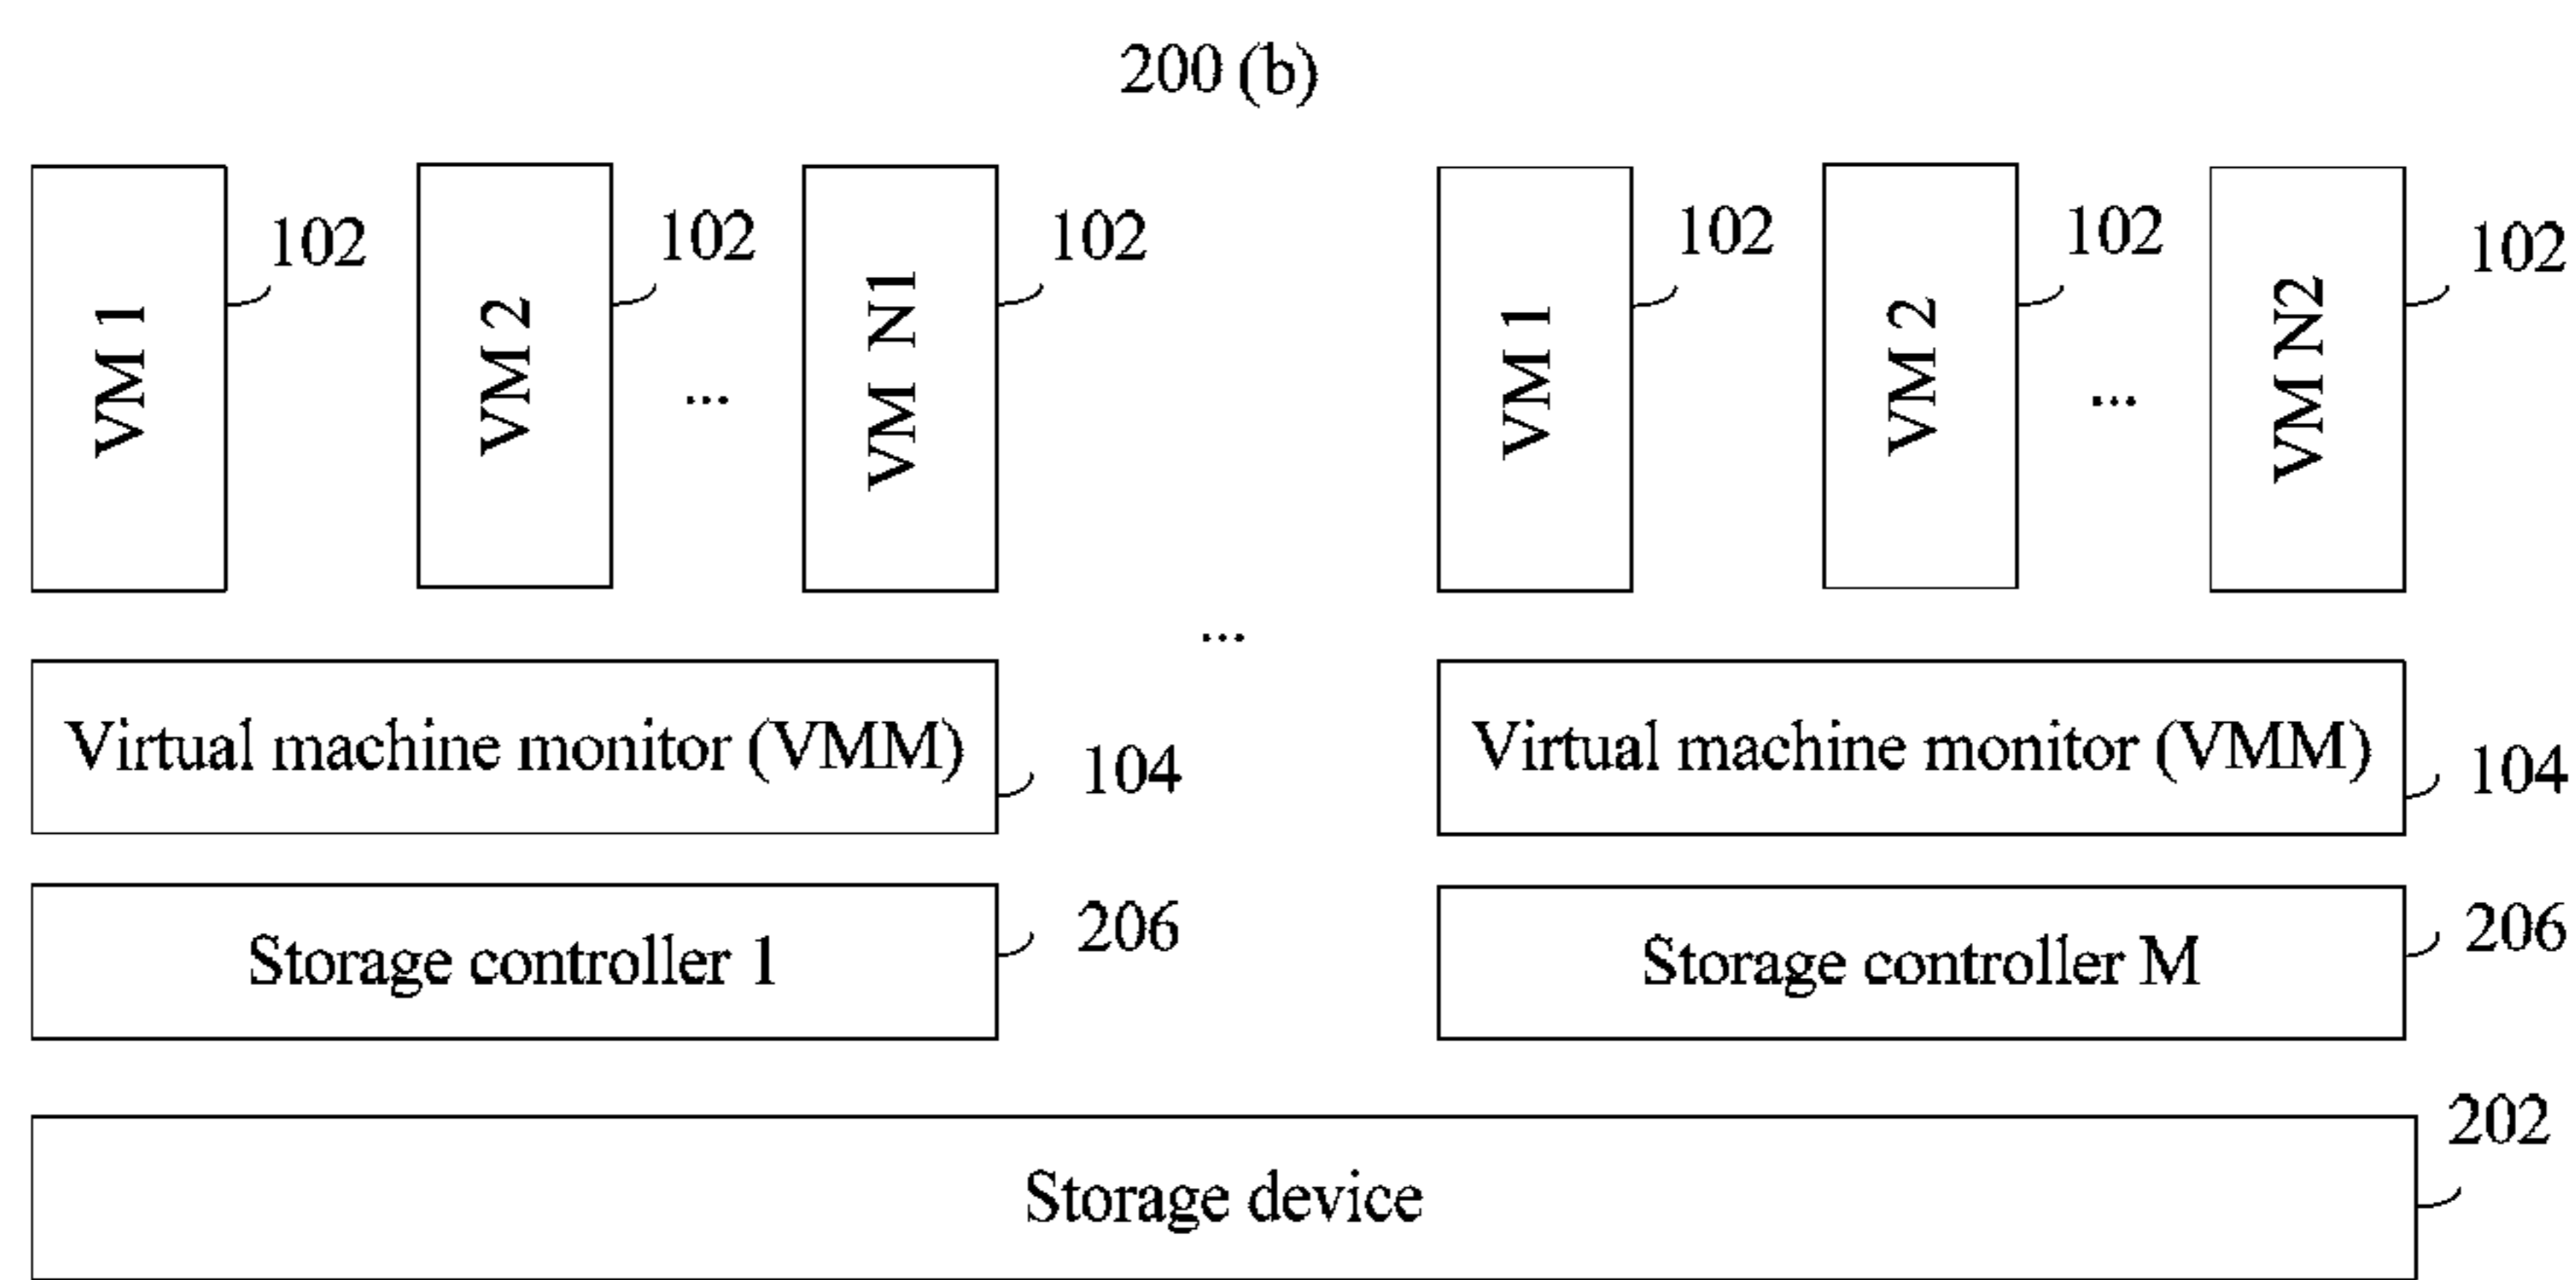 200 (b)
VM 1
102
VM 2
102
...
VM N1
102
VM 1
102
VM 2
102
...
VM N2
102
...
Virtual machine monitor (VMM)
104
Virtual machine monitor (VMM)
104
Storage controller 1
206
Storage controller M
206
Storage device
202